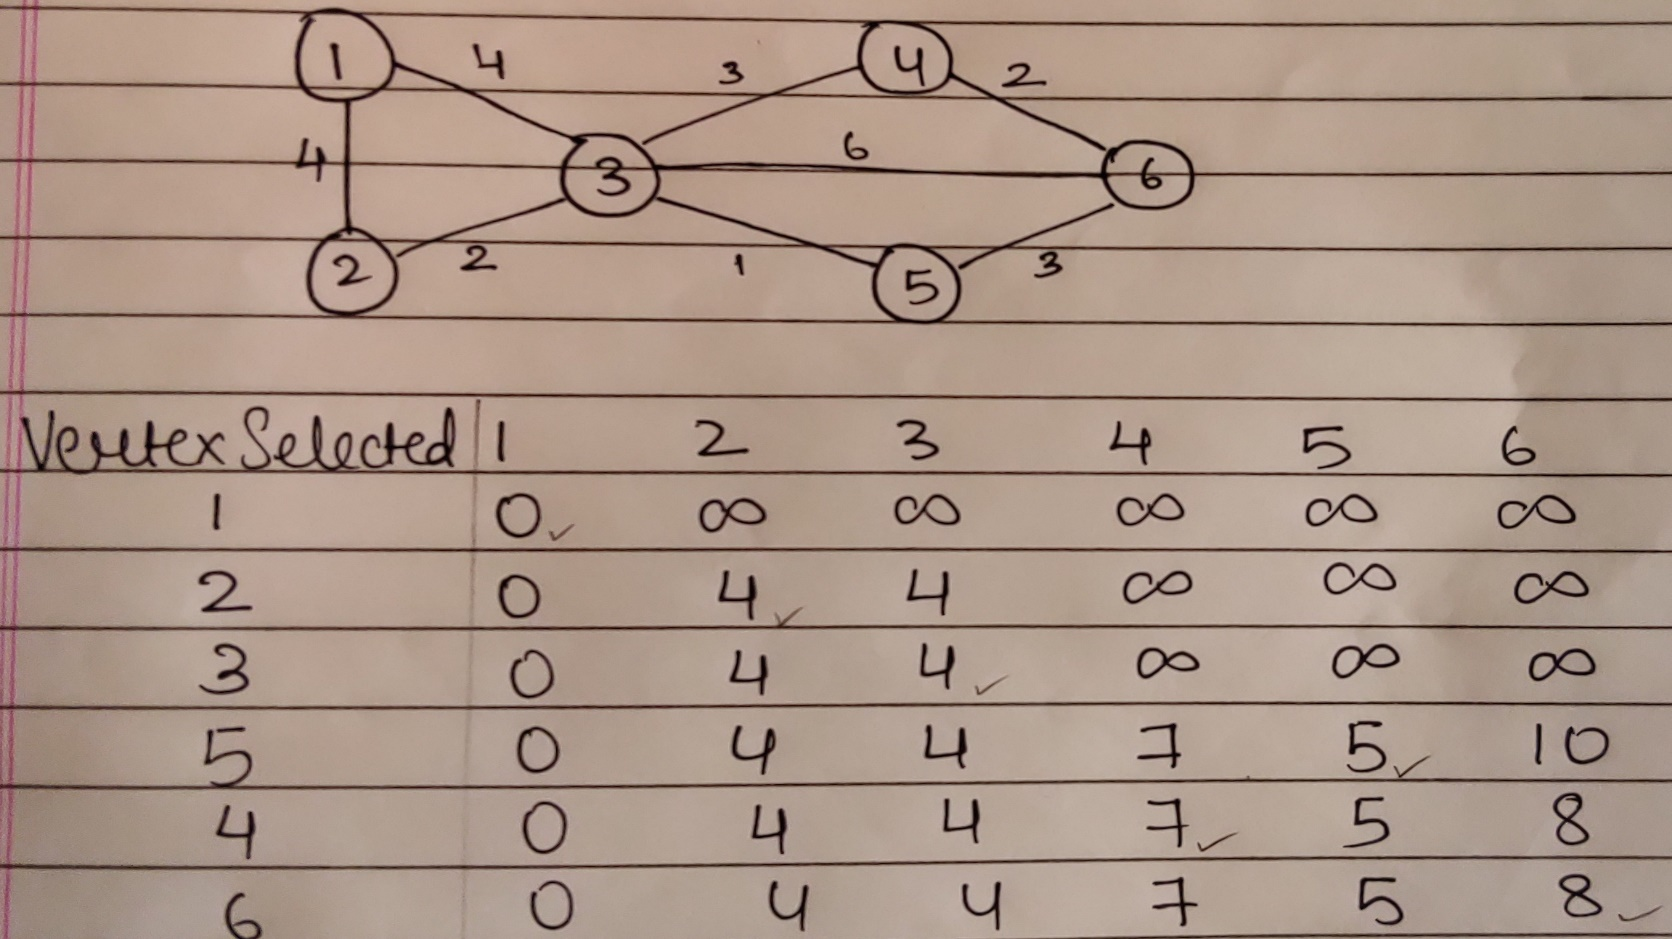 1 4 3 4 2
4 3 6 6
2 2 1 5 3
Vertex Selected 1 2 3 4 5 6
1 0✓ ∞ ∞ ∞ ∞ ∞
2 0 4✓ 4 ∞ ∞ ∞
3 0 4 4✓ ∞ ∞ ∞
5 0 4 4 7 5✓ 10
4 0 4 4 7✓ 5 8
6 0 4 4 7 5 8✓